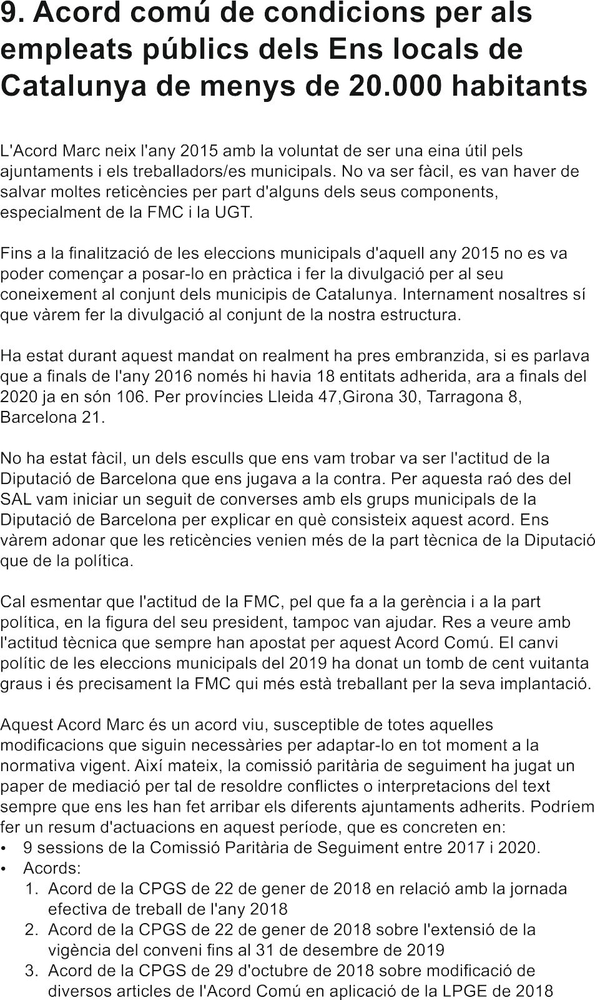 9. Acord comú de condicions per als
empleats públics dels Ens locals de
Catalunya de menys de 20.000 habitants
L'Acord Marc neix l'any 2015 amb la voluntat de ser una eina útil pels
ajuntaments i els treballadors/es municipals. No va ser fàcil, es van haver de
salvar moltes reticències per part d'alguns dels seus components,
especialment de la FMC i la UGT.
Fins a la finalització de les eleccions municipals d'aquell any 2015 no es va
poder començar a posar-lo en pràctica i fer la divulgació per al seu
coneixement al conjunt dels municipis de Catalunya. Internament nosaltres sí
que vàrem fer la divulgació al conjunt de la nostra estructura.
Ha estat durant aquest mandat on realment ha pres embranzida, si es parlava
que a finals de l'any 2016 només hi havia 18 entitats adherida, ara a finals del
2020 ja en són 106. Per províncies Lleida 47,Girona 30, Tarragona 8,
Barcelona 21.
No ha estat fàcil, un dels esculls que ens vam trobar va ser l'actitud de la
Diputació de Barcelona que ens jugava a la contra. Per aquesta raó des del
SAL vam iniciar un seguit de converses amb els grups municipals de la
Diputació de Barcelona per explicar en què consisteix aquest acord. Ens
vàrem adonar que les reticències venien més de la part tècnica de la Diputació
que de la política.
Cal esmentar que l'actitud de la FMC, pel que fa a la gerència i a la part
política, en la figura del seu president, tampoc van ajudar. Res a veure amb
l'actitud tècnica que sempre han apostat per aquest Acord Comú. El canvi
polític de les eleccions municipals del 2019 ha donat un tomb de cent vuitanta
graus i és precisament la FMC qui més està treballant per la seva implantació.
Aquest Acord Marc és un acord viu, susceptible de totes aquelles
modificacions que siguin necessàries per adaptar-lo en tot moment a la
normativa vigent. Així mateix, la comissió paritària de seguiment ha jugat un
paper de mediació per tal de resoldre conflictes o interpretacions del text
sempre que ens les han fet arribar els diferents ajuntaments adherits. Podríem
fer un resum d'actuacions en aquest període, que es concreten en:
• 9 sessions de la Comissió Paritària de Seguiment entre 2017 i 2020.
• Acords:
1. Acord de la CPGS de 22 de gener de 2018 en relació amb la jornada
efectiva de treball de l'any 2018
2. Acord de la CPGS de 22 de gener de 2018 sobre l'extensió de la
vigència del conveni fins al 31 de desembre de 2019
3. Acord de la CPGS de 29 d'octubre de 2018 sobre modificació de
diversos articles de l'Acord Comú en aplicació de la LPGE de 2018